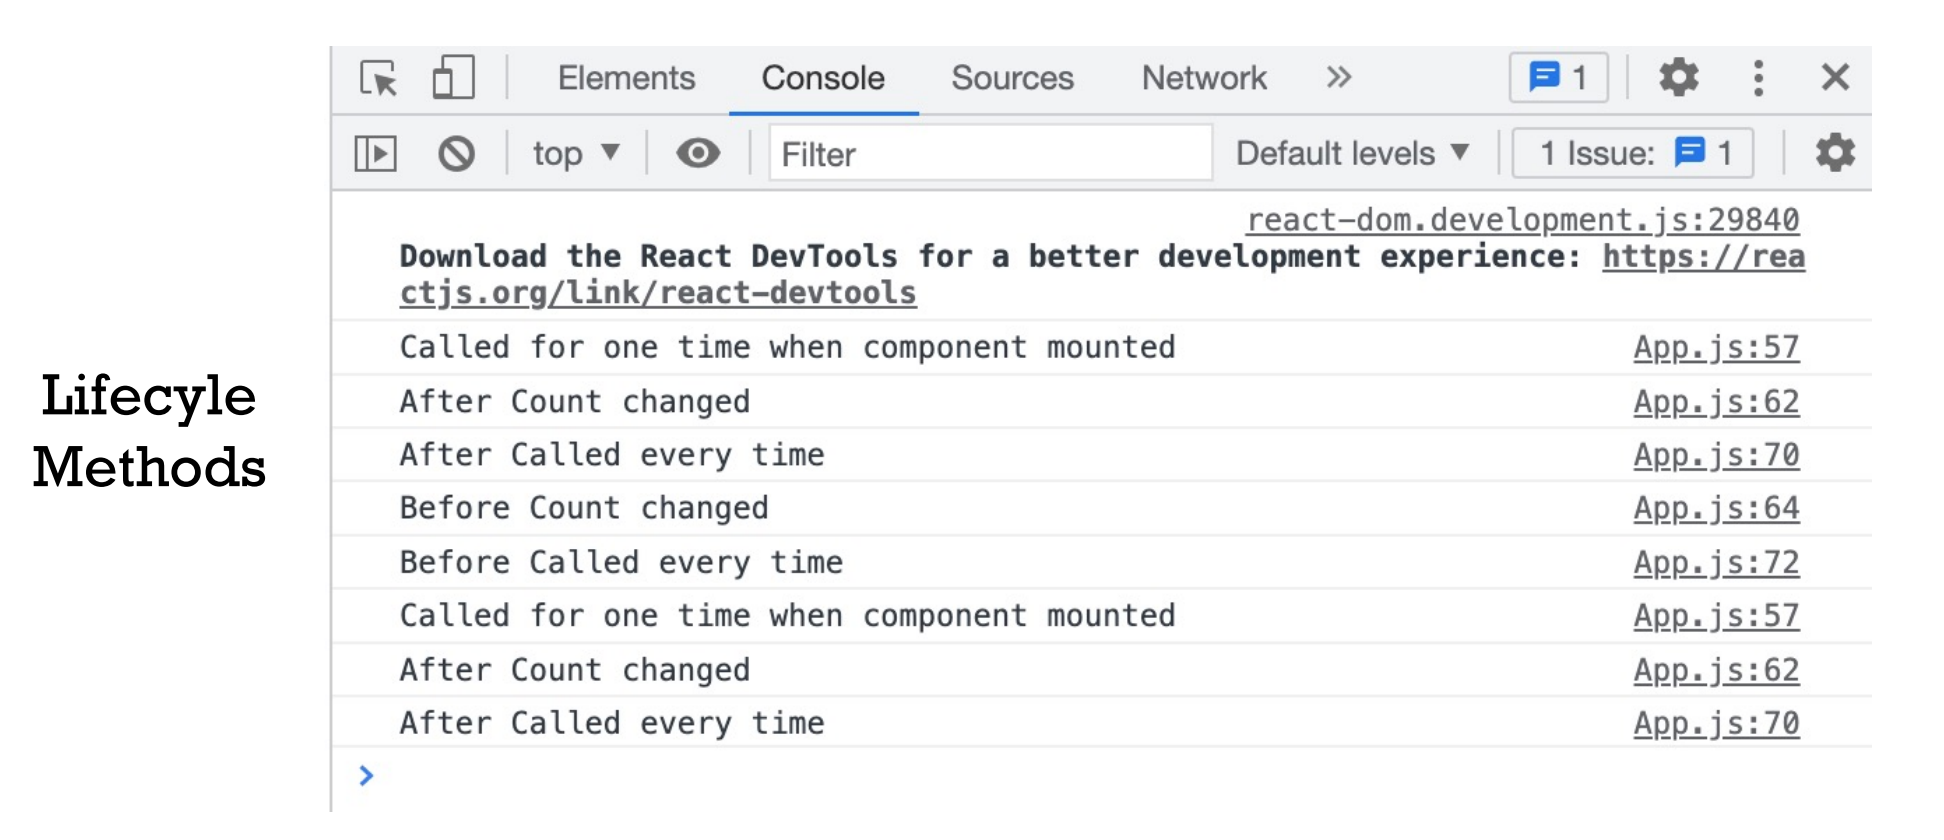 Lifecyle
Methods
Elements Console Sources Network » 1
top ▼ Filter Default levels ▼ 1 Issue: 1
react-dom.development.js:29840
Download the React DevTools for a better development experience: https://rea
ctjs.org/link/react-devtools
Called for one time when component mounted App.js:57
After Count changed App.js:62
After Called every time App.js:70
Before Count changed App.js:64
Before Called every time App.js:72
Called for one time when component mounted App.js:57
After Count changed App.js:62
After Called every time App.js:70